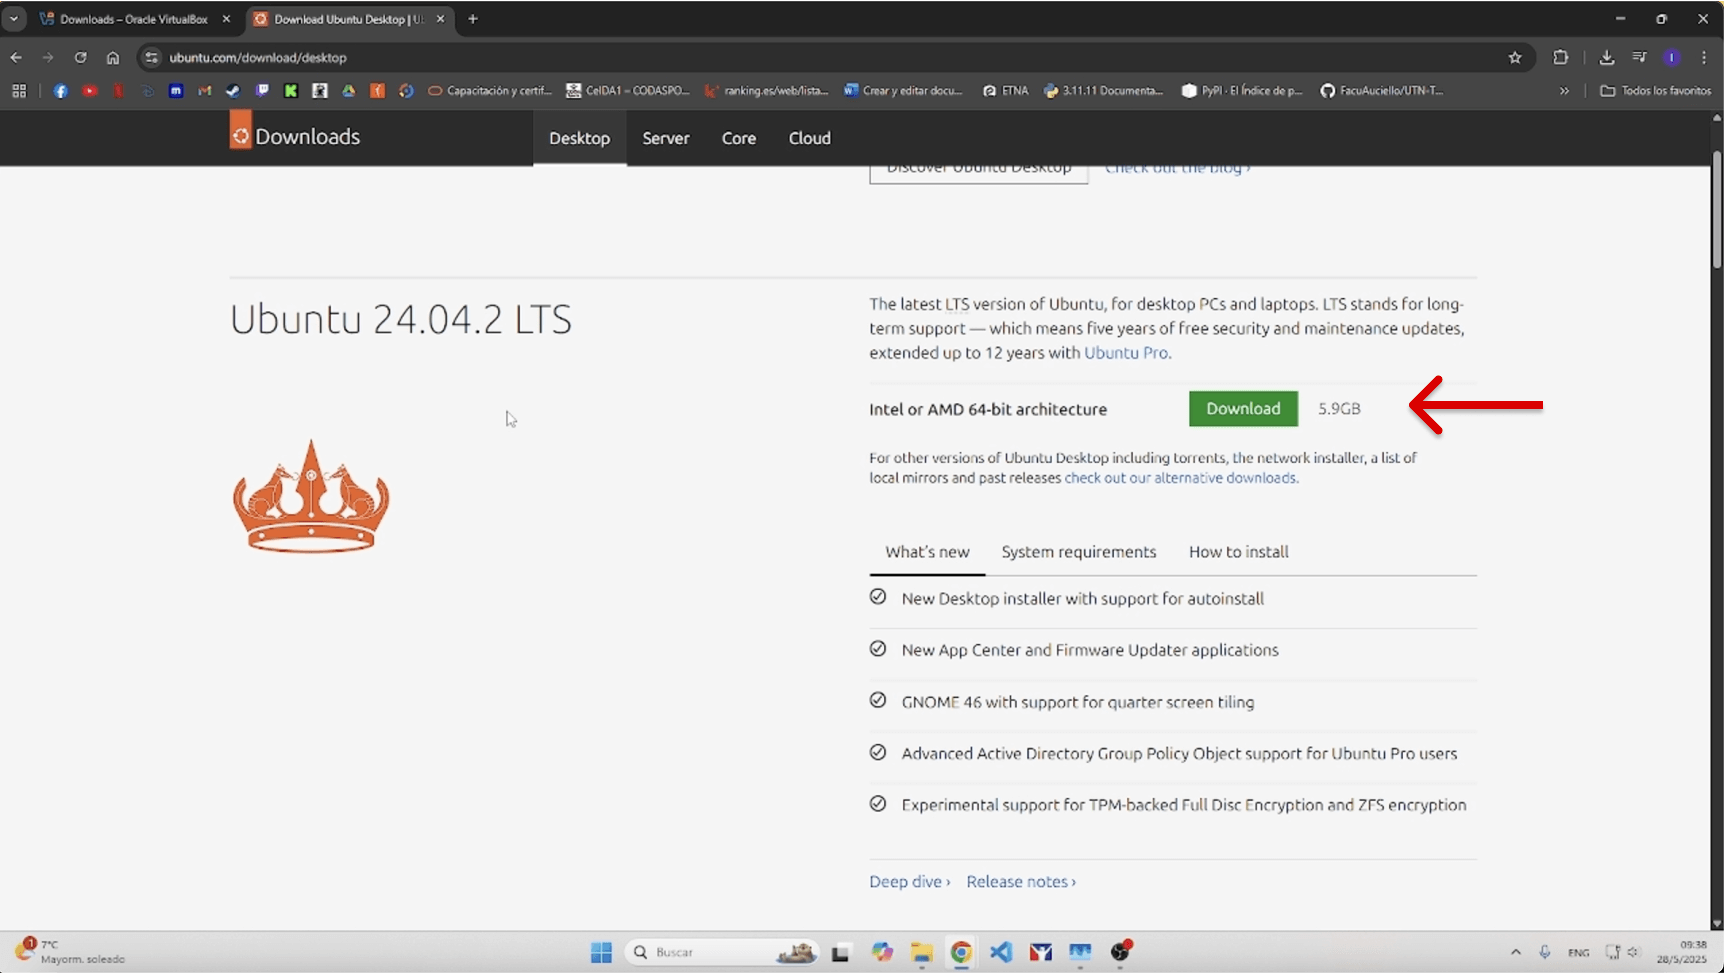 Downloads – Oracle VirtualBox
Download Ubuntu Desktop | U
ubuntu.com/download/desktop
Capacitación y certif...
CeIDA1 – CODASPO...
ranking.es/web/lista...
Crear y editar docu...
ETNA
3.11.11 Documenta...
PyPI · El Índice de p...
FacuAuciello/UTN-T...
Todos los favoritos
Downloads
Desktop
Server
Core
Cloud
Discover Ubuntu Desktop
Check out the blog ›
Ubuntu 24.04.2 LTS
The latest LTS version of Ubuntu, for desktop PCs and laptops. LTS stands for long-
term support — which means five years of free security and maintenance updates,
extended up to 12 years with Ubuntu Pro.
Intel or AMD 64-bit architecture
Download
5.9GB
For other versions of Ubuntu Desktop including torrents, the network installer, a list of
local mirrors and past releases check out our alternative downloads.
What's new
System requirements
How to install
New Desktop installer with support for autoinstall
New App Center and Firmware Updater applications
GNOME 46 with support for quarter screen tiling
Advanced Active Directory Group Policy Object support for Ubuntu Pro users
Experimental support for TPM-backed Full Disc Encryption and ZFS encryption
Deep dive ›
Release notes ›
1
7°C
Mayorm. soleado
Buscar
ENG
09:38
28/5/2025